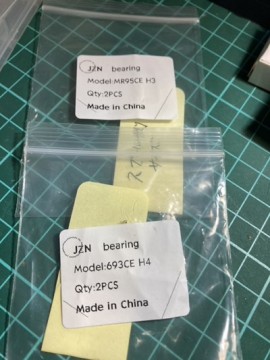 JZN bearing
Model:MR95CE H3
Qty:2PCS
Made in China
JZN bearing
Model:693CE H4
Qty:2PCS
Made in China